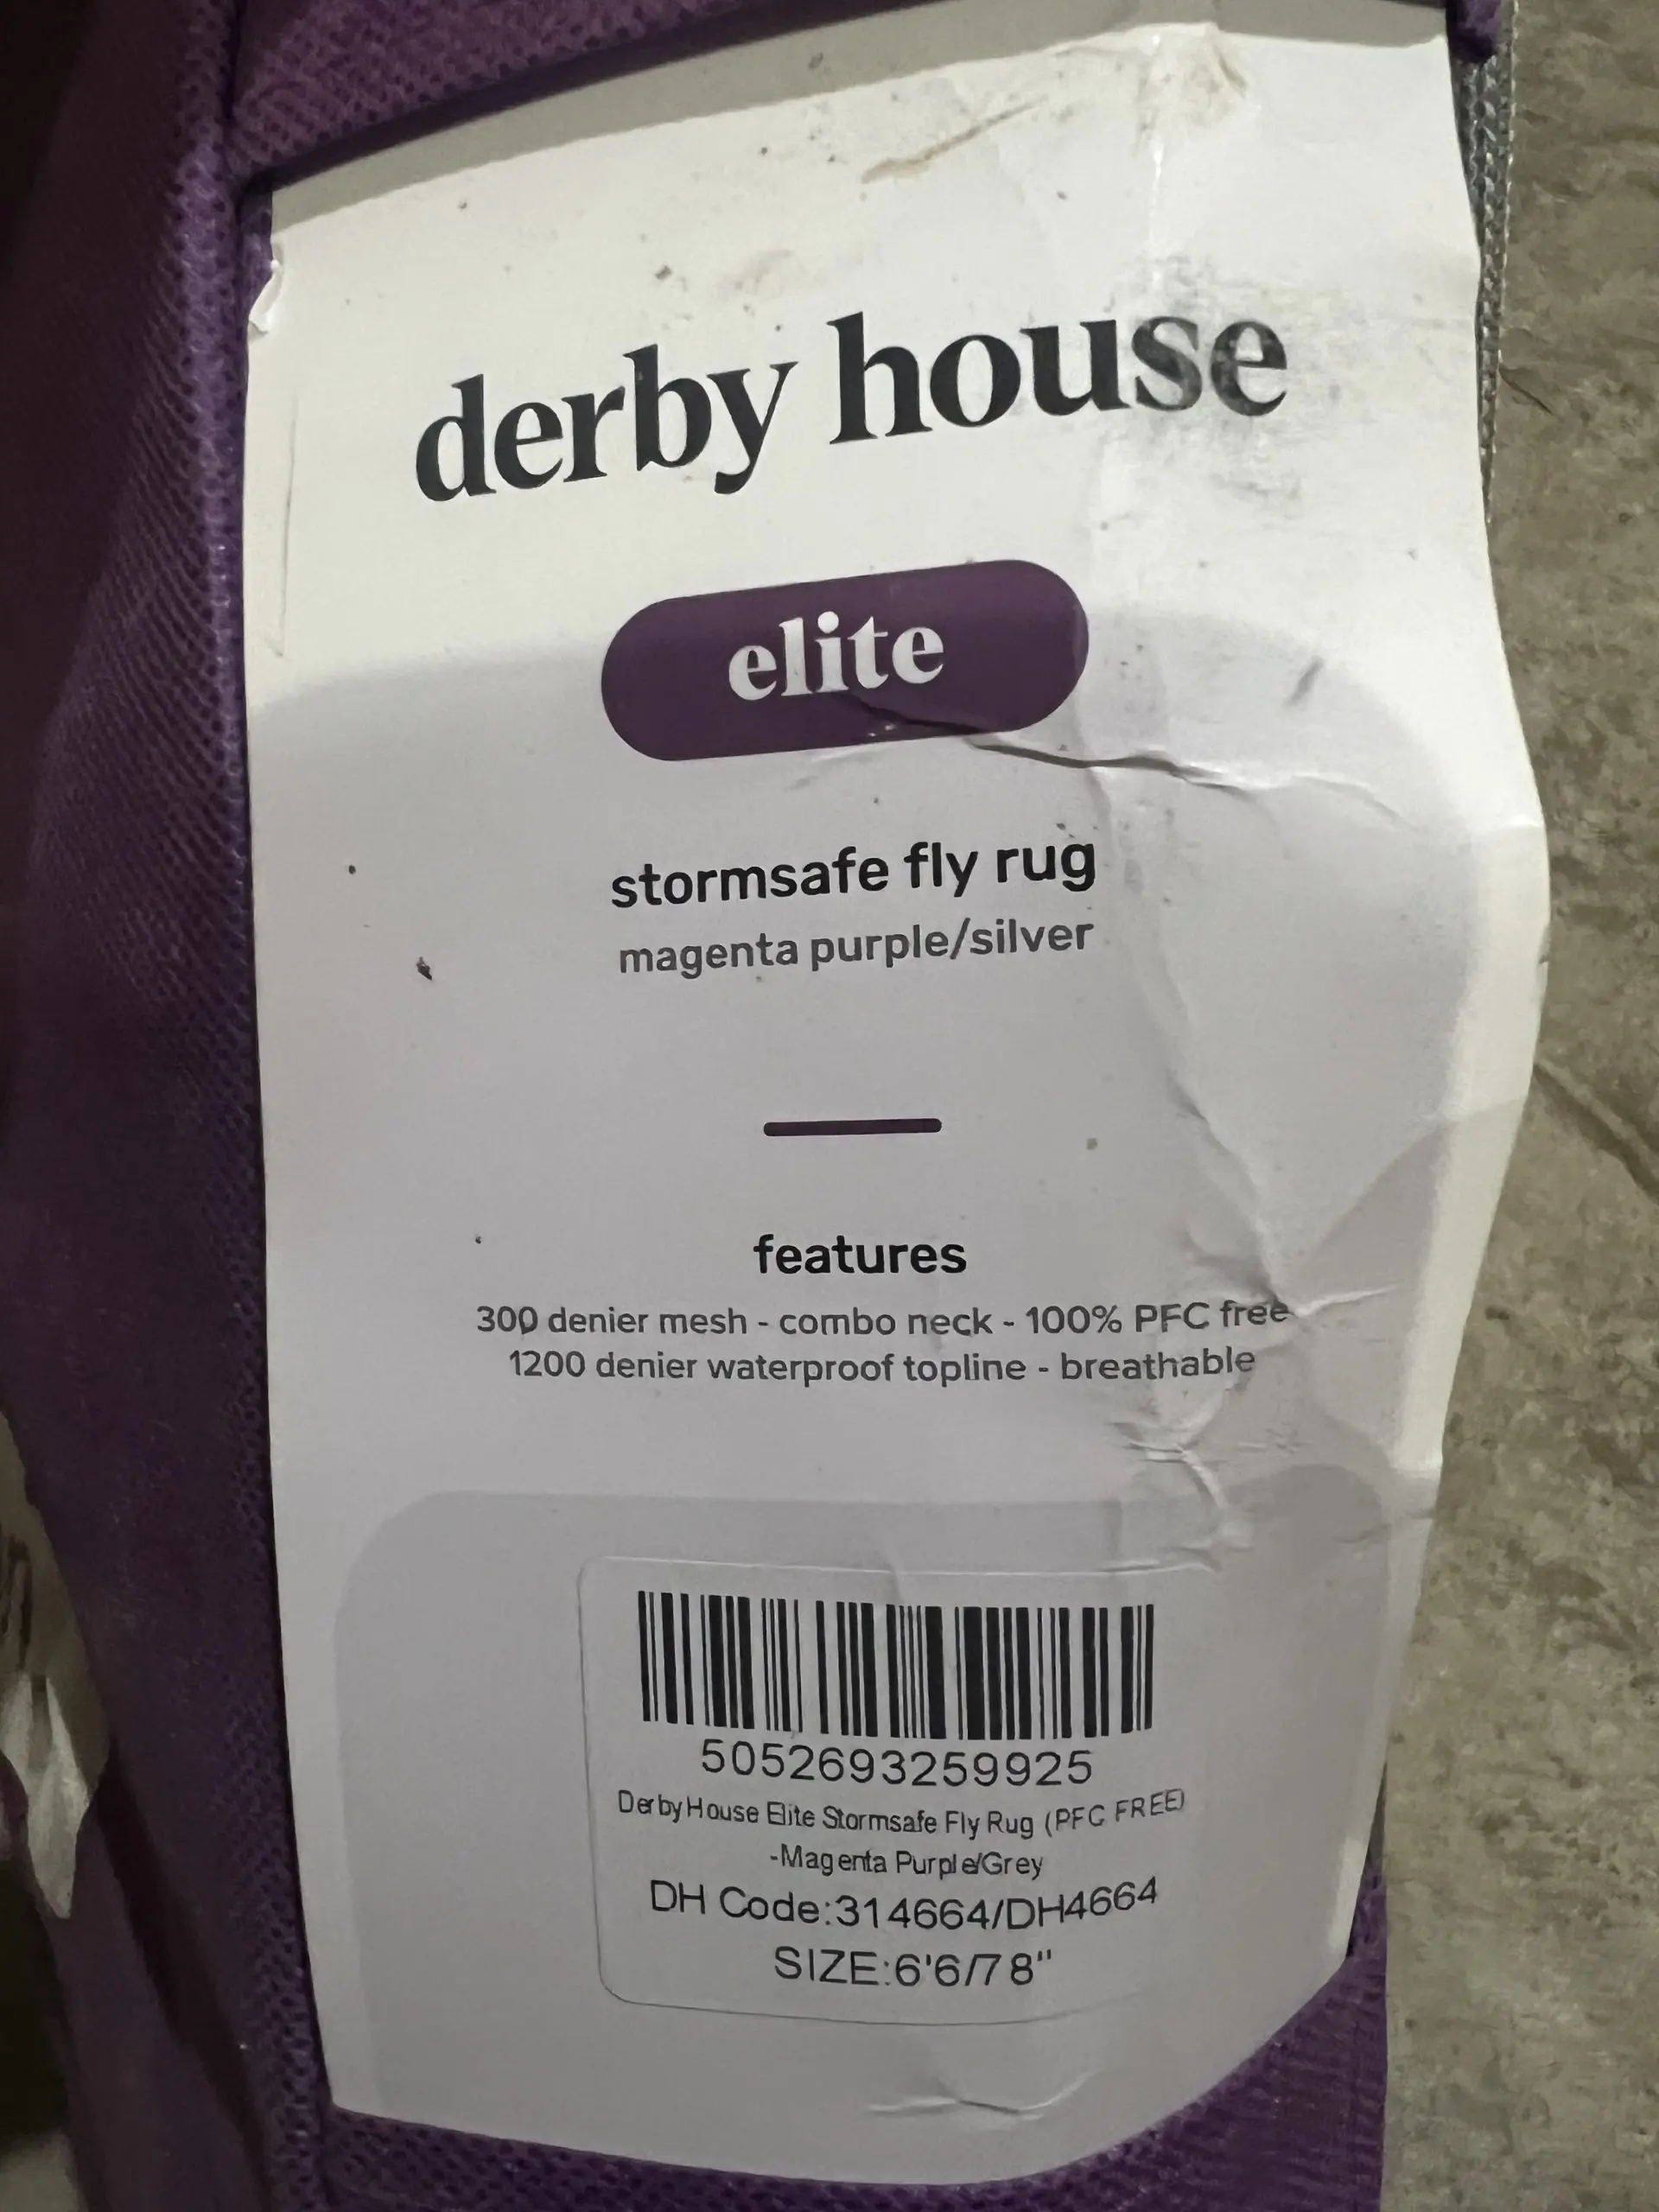 derby house
elite
stormsafe fly rug
magenta purple/silver
features
300 denier mesh - combo neck - 100% PFC free
1200 denier waterproof topline - breathable
5052693259925
Derby House Elite Stormsafe Fly Rug (PFC FREE)
-Magenta Purple/Grey
DH Code:314664/DH4664
SIZE:6'6/78"